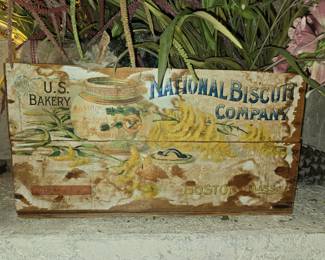 U.S.
BAKERY
NATIONAL BISCUIT
COMPANY
BOSTON, MASS.